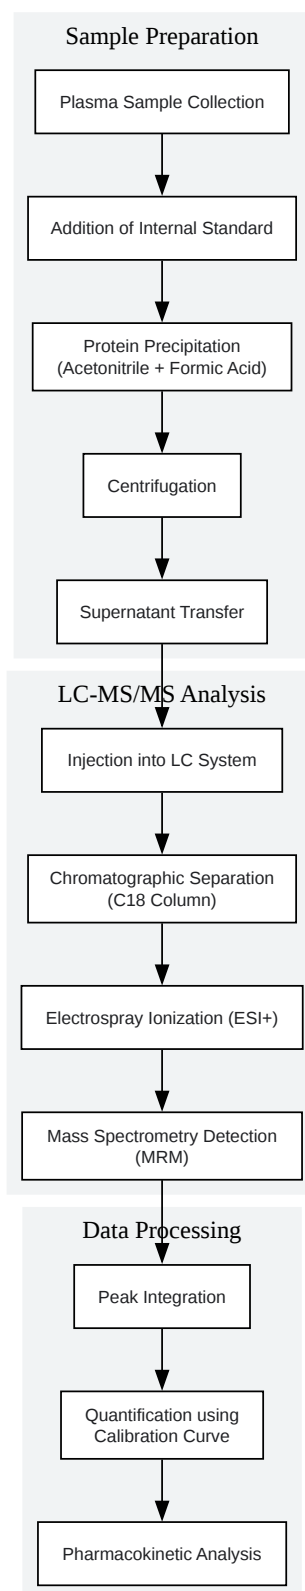 Sample Preparation
Plasma Sample Collection
Addition of Internal Standard
Protein Precipitation
(Acetonitrile + Formic Acid)
Centrifugation
Supernatant Transfer
LC-MS/MS Analysis
Injection into LC System
Chromatographic Separation
(C18 Column)
Electrospray Ionization (ESI+)
Mass Spectrometry Detection
(MRM)
Data Processing
Peak Integration
Quantification using
Calibration Curve
Pharmacokinetic Analysis